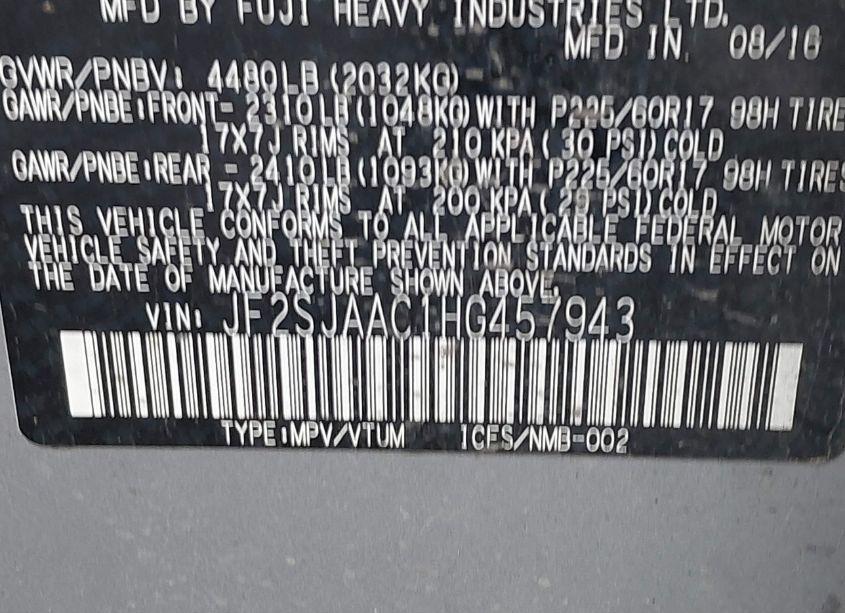 MFD BY FUJI HEAVY INDUSTRIES LTD.
MFD IN. 08/16
GVWR/PNBV: 4480LB (2032KG)
GAWR/PNBE:FRONT- 2310LB(1048KG)WITH P225/60R17 98H TIRE
17X7J RIMS AT 210 KPA( 30 PSI)COLD
GAWR/PNBE:REAR - 2410LB(1093KG)WITH P225/60R17 98H TIRES
17X7J RIMS AT 200 KPA( 29 PSI)COLD
THIS VEHICLE CONFORMS TO ALL APPLICABLE FEDERAL MOTOR
VEHICLE SAFETY AND THEFT PREVENTION STANDARDS IN EFFECT ON
THE DATE OF MANUFACTURE SHOWN ABOVE.
VIN: JF2SJAAC1HG457943
TYPE:MPV/VTUM ICFS/NMB-002